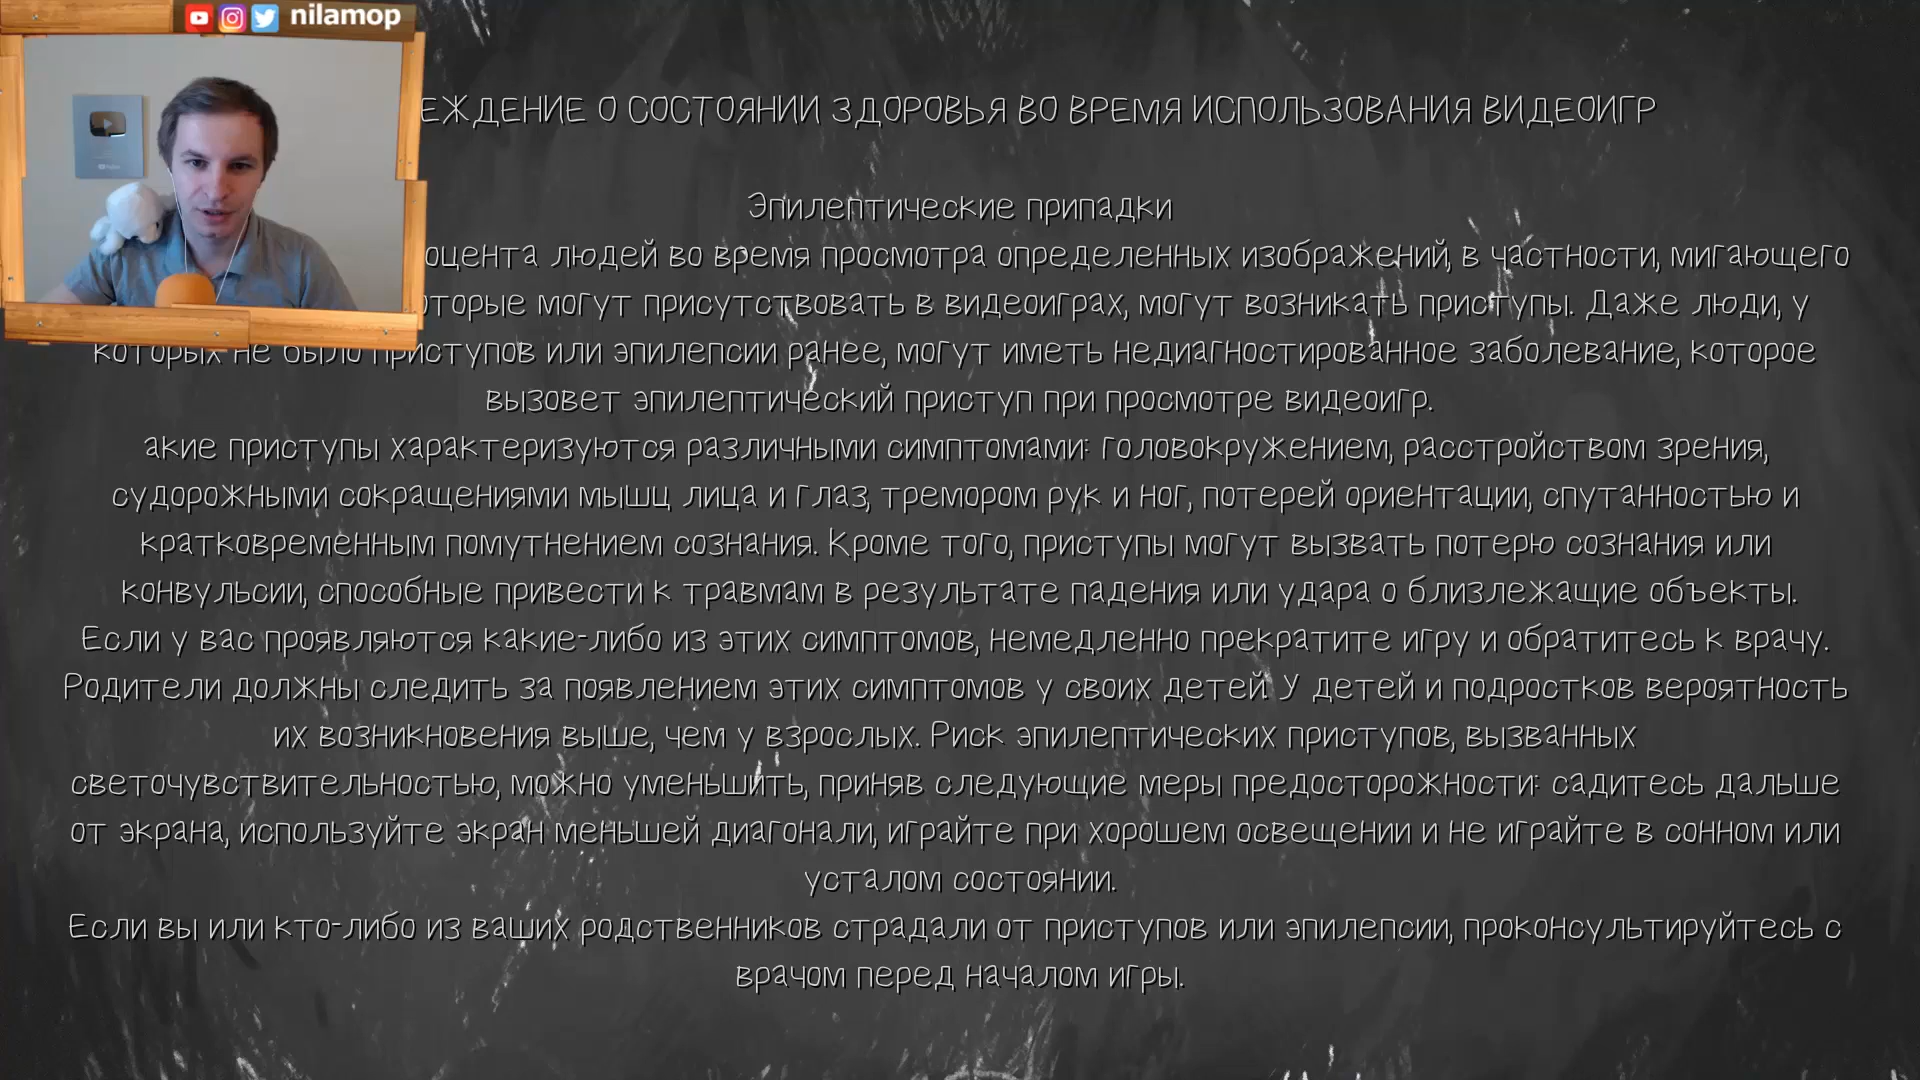 nilamop
ЕЖДЕНИЕ О СОСТОЯНИИ ЗДОРОВЬЯ ВО ВРЕМЯ ИСПОЛЬЗОВАНИЯ ВИДЕОИГР
Эпилептические припадки
оцента людей во время просмотра определенных изображений, в частности, мигающего
оторые могут присутствовать в видеоиграх, могут возникать приступы. Даже люди, у
которых не было приступов или эпилепсии ранее, могут иметь недиагностированное заболевание, которое
вызовет эпилептический приступ при просмотре видеоигр.
акие приступы характеризуются различными симптомами: головокружением, расстройством зрения,
судорожными сокращениями мышц лица и глаз, тремором рук и ног, потерей ориентации, спутанностью и
кратковременным помутнением сознания. Кроме того, приступы могут вызвать потерю сознания или
конвульсии, способные привести к травмам в результате падения или удара о близлежащие объекты.
Если у вас проявляются какие-либо из этих симптомов, немедленно прекратите игру и обратитесь к врачу.
Родители должны следить за появлением этих симптомов у своих детей. У детей и подростков вероятность
их возникновения выше, чем у взрослых. Риск эпилептических приступов, вызванных
светочувствительностью, можно уменьшить, приняв следующие меры предосторожности: садитесь дальше
от экрана, используйте экран меньшей диагонали, играйте при хорошем освещении и не играйте в сонном или
усталом состоянии.
Если вы или кто-либо из ваших родственников страдали от приступов или эпилепсии, проконсультируйтесь с
врачом перед началом игры.